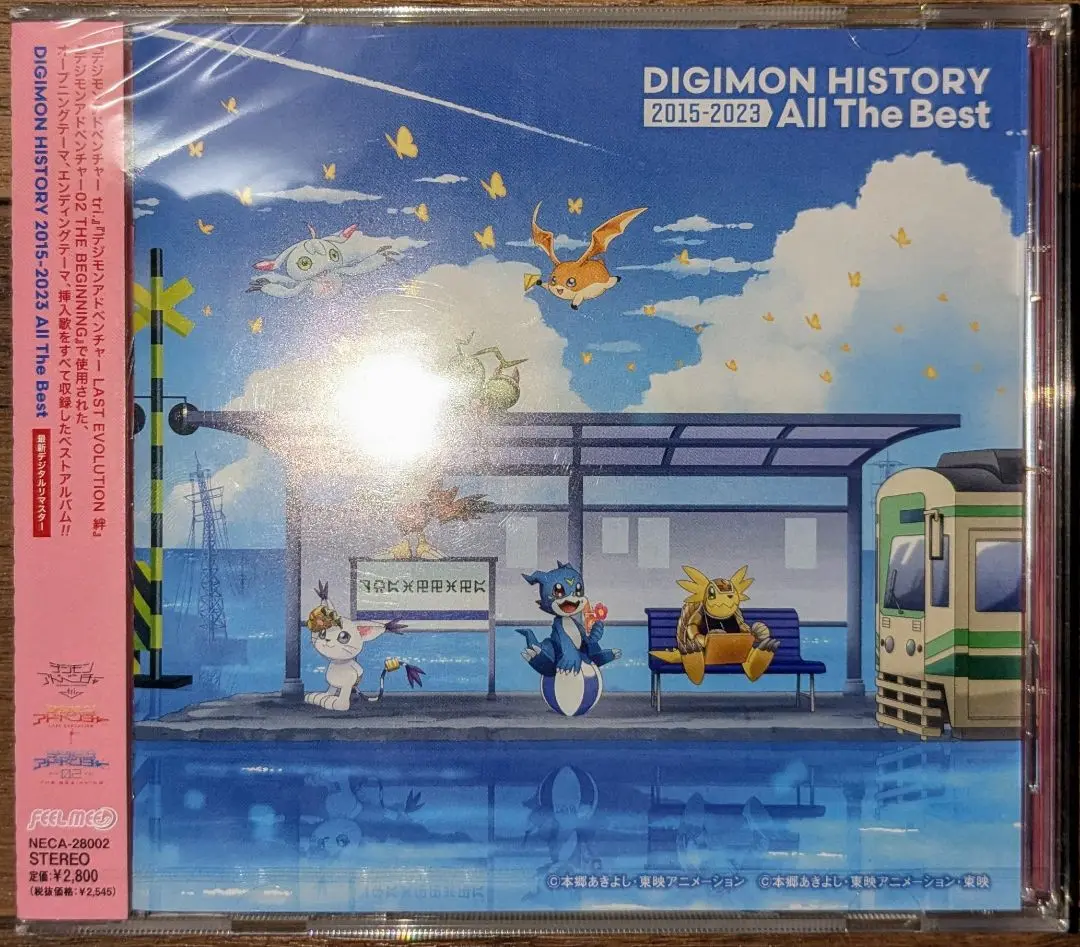 『デジモンアドベンチャー tri.』『デジモンアドベンチャー LAST EVOLUTION 絆』
『デジモンアドベンチャー02 THE BEGINNING』で使用された、
オープニングテーマ、エンディングテーマ、挿入歌をすべて収録したベストアルバム!!
DIGIMON HISTORY 2015-2023 All The Best
最新デジタルリマスター
FEEL MEE
NECA-28002
STEREO
定価:¥2,800
(税抜価格:¥2,545)
DIGIMON HISTORY
2015-2023 All The Best
©本郷あきよし・東映アニメーション ©本郷あきよし・東映アニメーション・東映